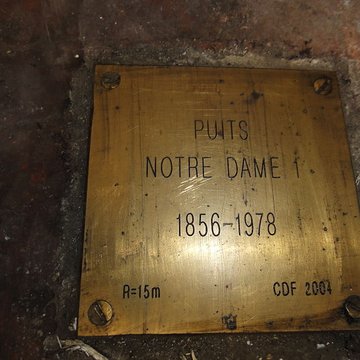 PUITS
NOTRE DAME 1
1856-1978
R=15m CDF 2004